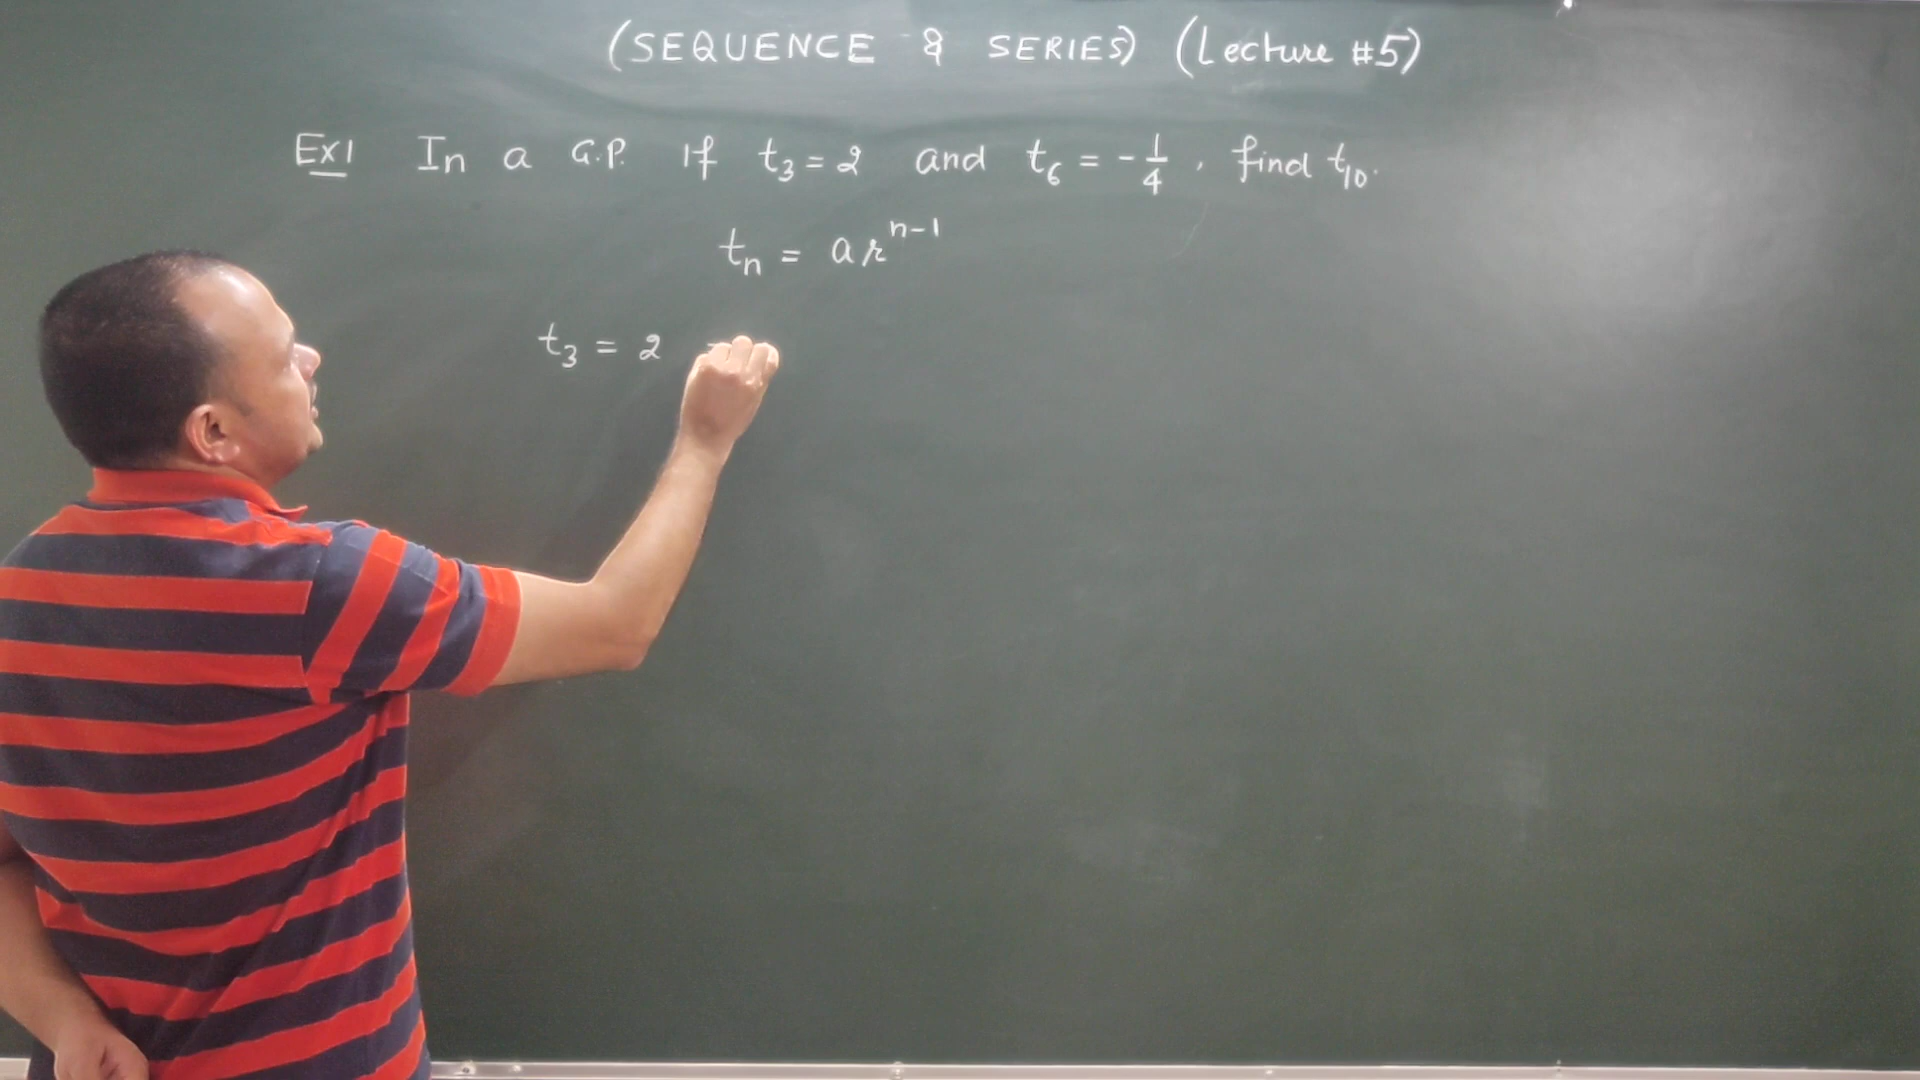 (SEQUENCE & SERIES) (Lecture #5)
Ex1 In a G.P. If t₃ = 2 and t₆ = -1/4, find t₁₀.
tₙ = arⁿ⁻¹
t₃ = 2